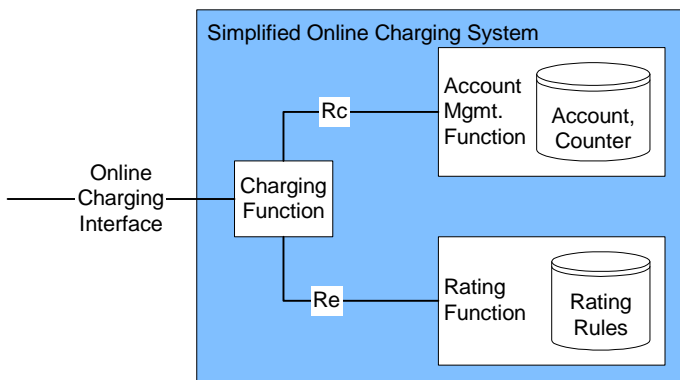 Simplified Online Charging System
Account
Mgmt.
Function
Account,
Counter
Rc
Online
Charging
Interface
Charging
Function
Re
Rating
Function
Rating
Rules